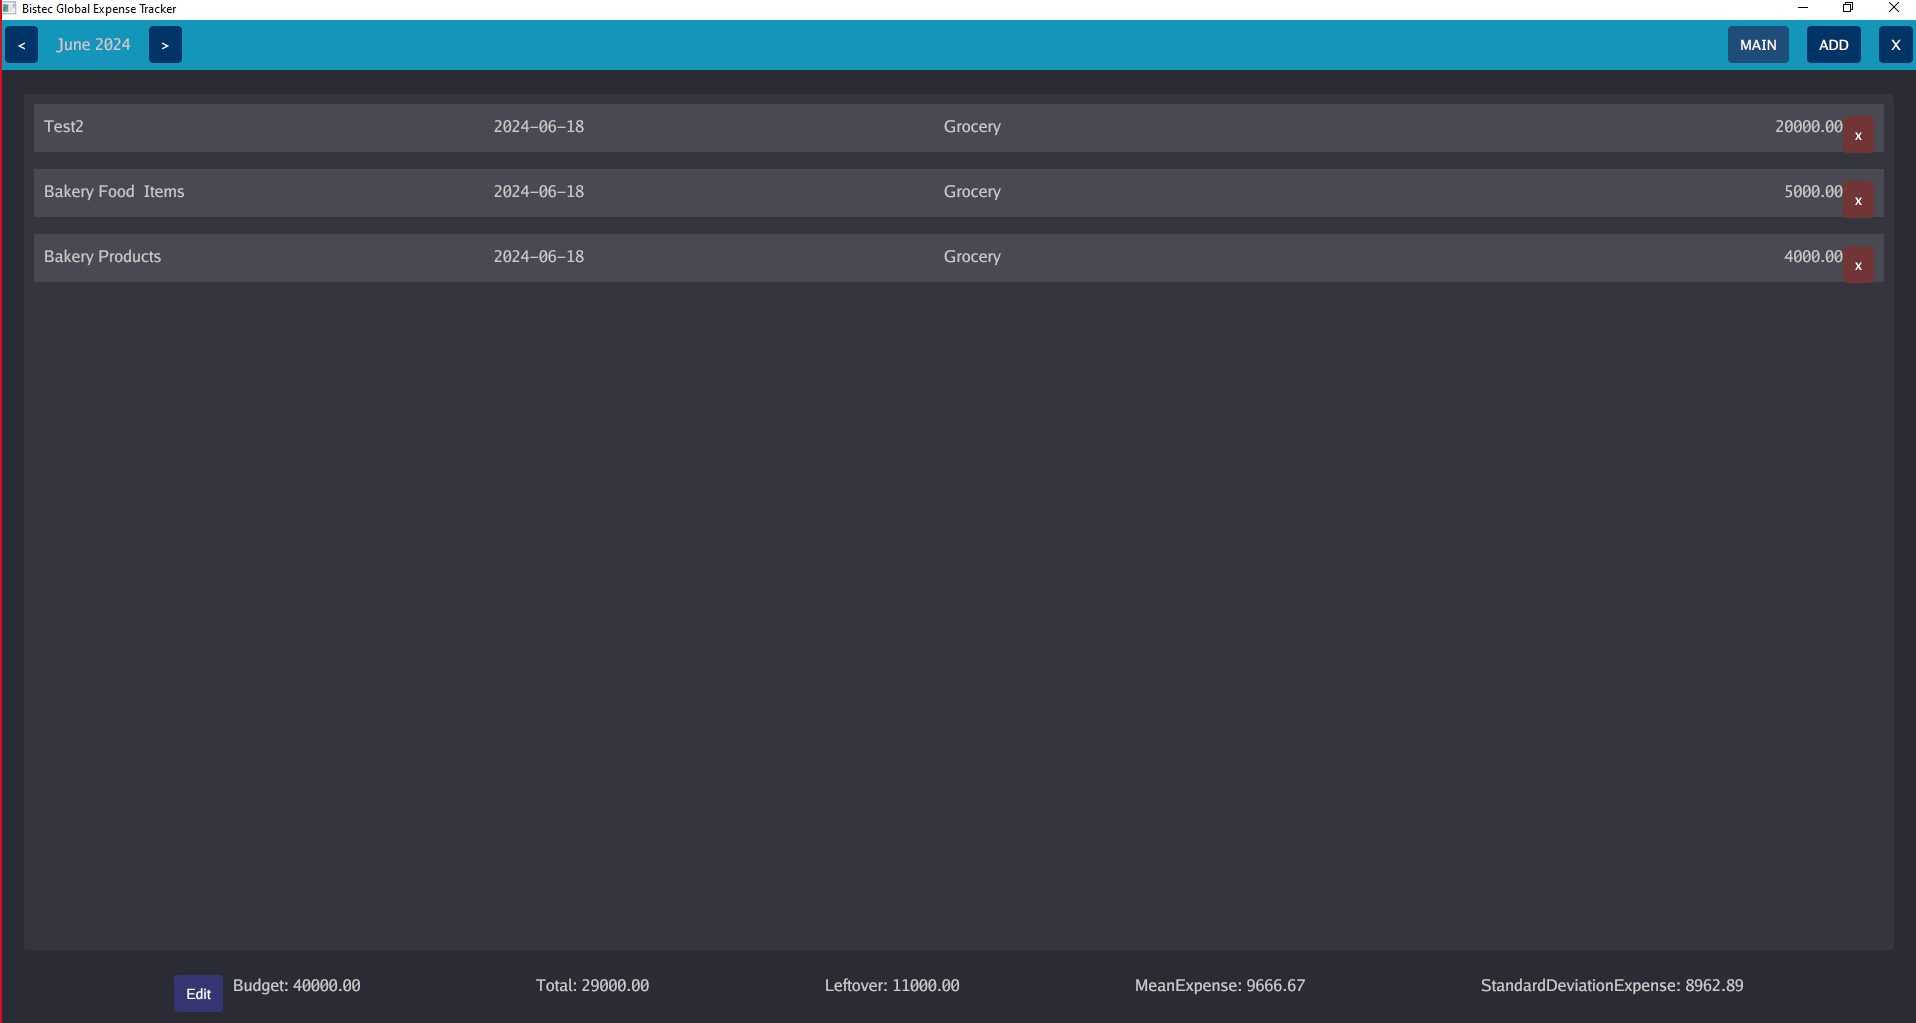 Bistec Global Expense Tracker
< June 2024 > MAIN ADD X
Test2 2024-06-18 Grocery 20000.00 x
Bakery Food  Items 2024-06-18 Grocery 5000.00 x
Bakery Products 2024-06-18 Grocery 4000.00 x
Edit Budget: 40000.00 Total: 29000.00 Leftover: 11000.00 MeanExpense: 9666.67 StandardDeviationExpense: 8962.89